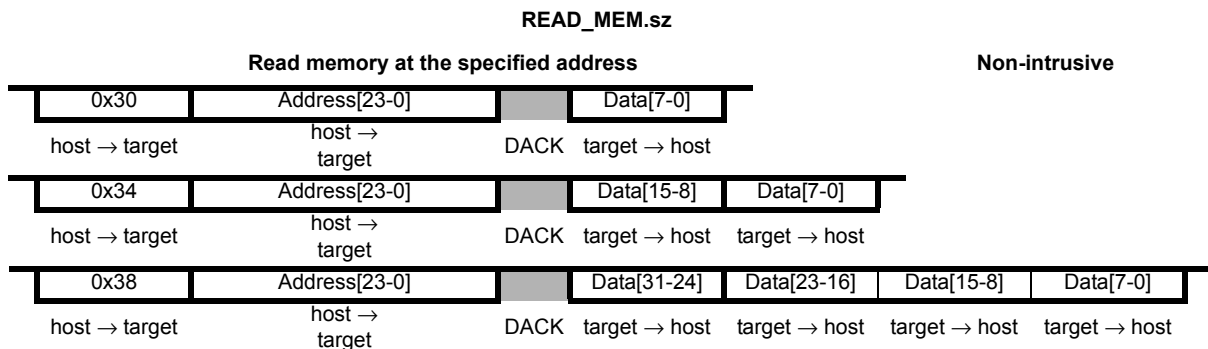 READ_MEM.sz
Read memory at the specified address Non-intrusive
0x30 Address[23-0] Data[7-0]
host → target host → target DACK target → host
0x34 Address[23-0] Data[15-8] Data[7-0]
host → target host → target DACK target → host target → host
0x38 Address[23-0] Data[31-24] Data[23-16] Data[15-8] Data[7-0]
host → target host → target DACK target → host target → host target → host target → host